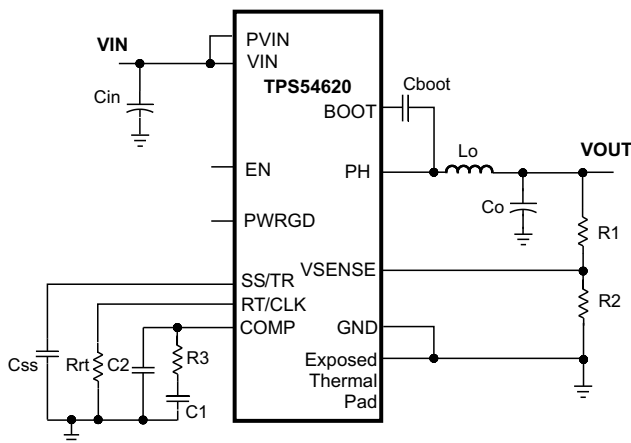 VIN
Cin
PVIN
VIN
TPS54620
Cboot
BOOT
Lo
VOUT
EN
PH
Co
R1
PWRGD
VSENSE
SS/TR
RT/CLK
R2
COMP
GND
Css
Rrt
C2
R3
C1
Exposed
Thermal
Pad